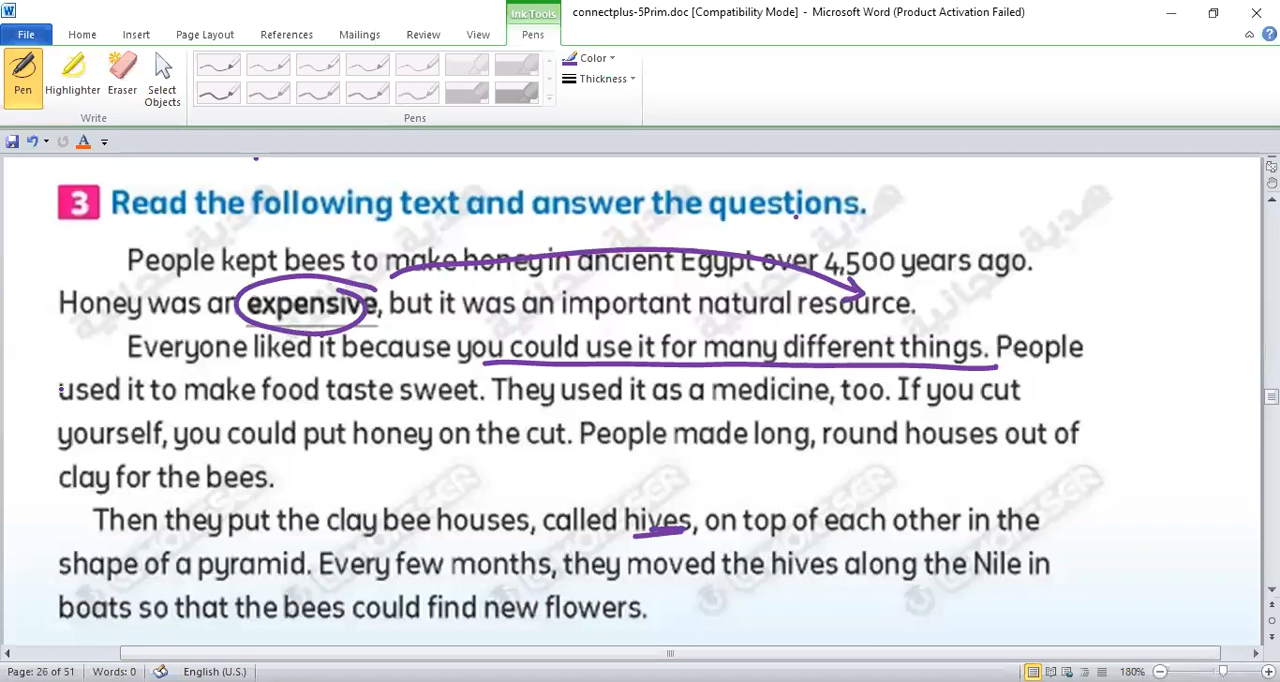 Ink Tools
connectplus-5Prim.doc [Compatibility Mode] - Microsoft Word (Product Activation Failed)
File Home Insert Page Layout References Mailings Review View Pens
Pen Highlighter Eraser Select Objects
Color
Thickness
Write Pens
3 Read the following text and answer the questions.
People kept bees to make honey in ancient Egypt over 4,500 years ago.
Honey was an expensive, but it was an important natural resource.
Everyone liked it because you could use it for many different things. People
used it to make food taste sweet. They used it as a medicine, too. If you cut
yourself, you could put honey on the cut. People made long, round houses out of
clay for the bees.
Then they put the clay bee houses, called hives, on top of each other in the
shape of a pyramid. Every few months, they moved the hives along the Nile in
boats so that the bees could find new flowers.
Page: 26 of 51 Words: 0 English (U.S.) 180%